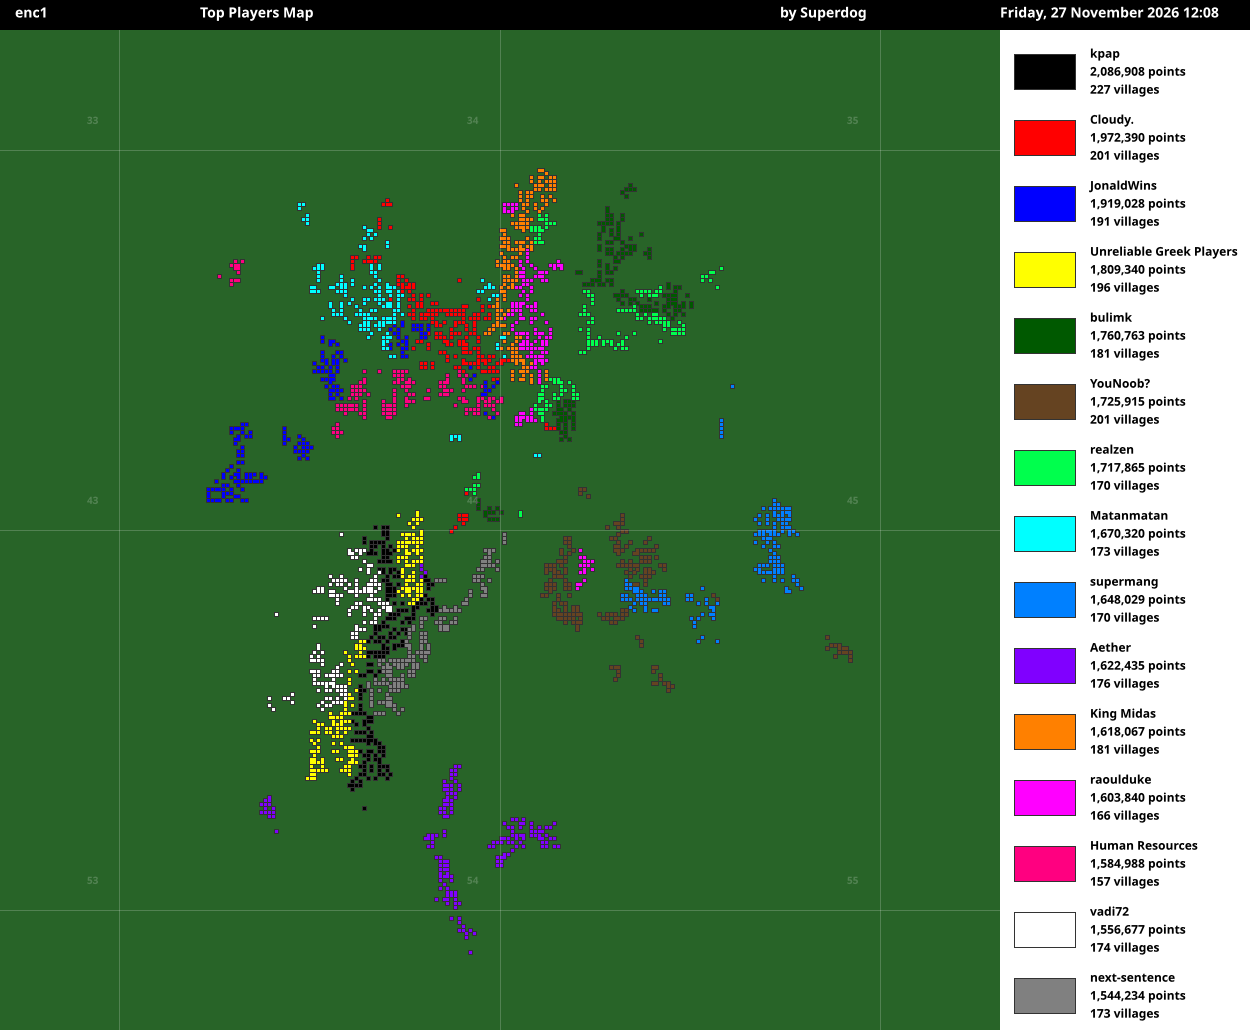 enc1 Top Players Map by Superdog Friday, 27 November 2026 12:08
33 34 35
43 44 45
53 54 55
kpap
2,086,908 points
227 villages
Cloudy.
1,972,390 points
201 villages
JonaldWins
1,919,028 points
191 villages
Unreliable Greek Players
1,809,340 points
196 villages
bulimk
1,760,763 points
181 villages
YouNoob?
1,725,915 points
201 villages
realzen
1,717,865 points
170 villages
Matanmatan
1,670,320 points
173 villages
supermang
1,648,029 points
170 villages
Aether
1,622,435 points
176 villages
King Midas
1,618,067 points
181 villages
raoulduke
1,603,840 points
166 villages
Human Resources
1,584,988 points
157 villages
vadi72
1,556,677 points
174 villages
next-sentence
1,544,234 points
173 villages